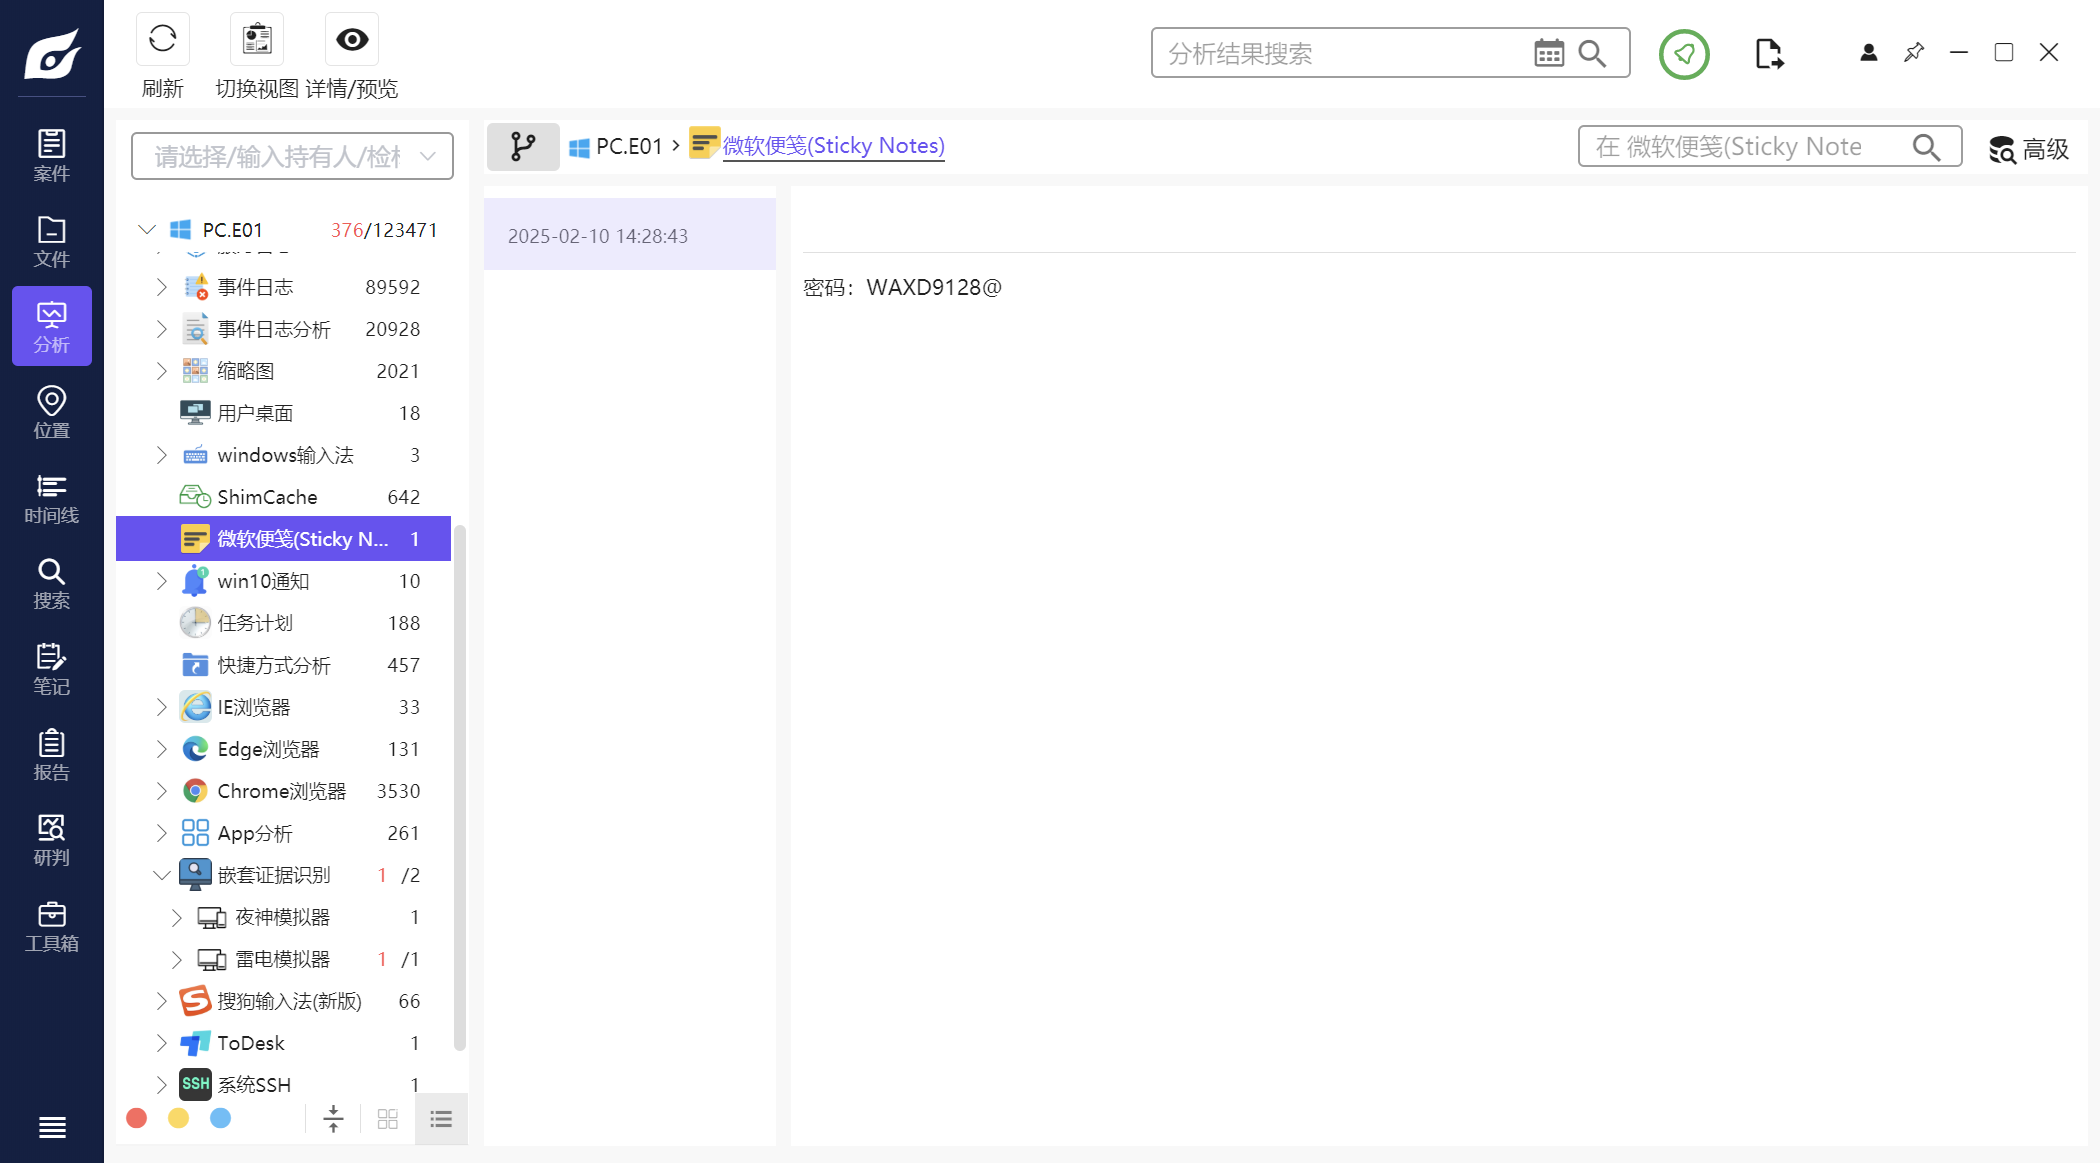 刷新
切换视图
详情/预览
分析结果搜索
案件
文件
分析
位置
时间线
搜索
笔记
报告
研判
工具箱
请选择/输入持有人/检材
PC.E01 376/123471
事件日志 89592
事件日志分析 20928
缩略图 2021
用户桌面 18
windows输入法 3
ShimCache 642
微软便笺(Sticky N... 1
win10通知 10
任务计划 188
快捷方式分析 457
IE浏览器 33
Edge浏览器 131
Chrome浏览器 3530
App分析 261
嵌套证据识别 1 /2
夜神模拟器 1
雷电模拟器 1 /1
搜狗输入法(新版) 66
ToDesk 1
SSH 系统SSH 1
PC.E01 › 微软便笺(Sticky Notes)
在 微软便笺(Sticky Note
高级
2025-02-10 14:28:43
密码：WAXD9128@